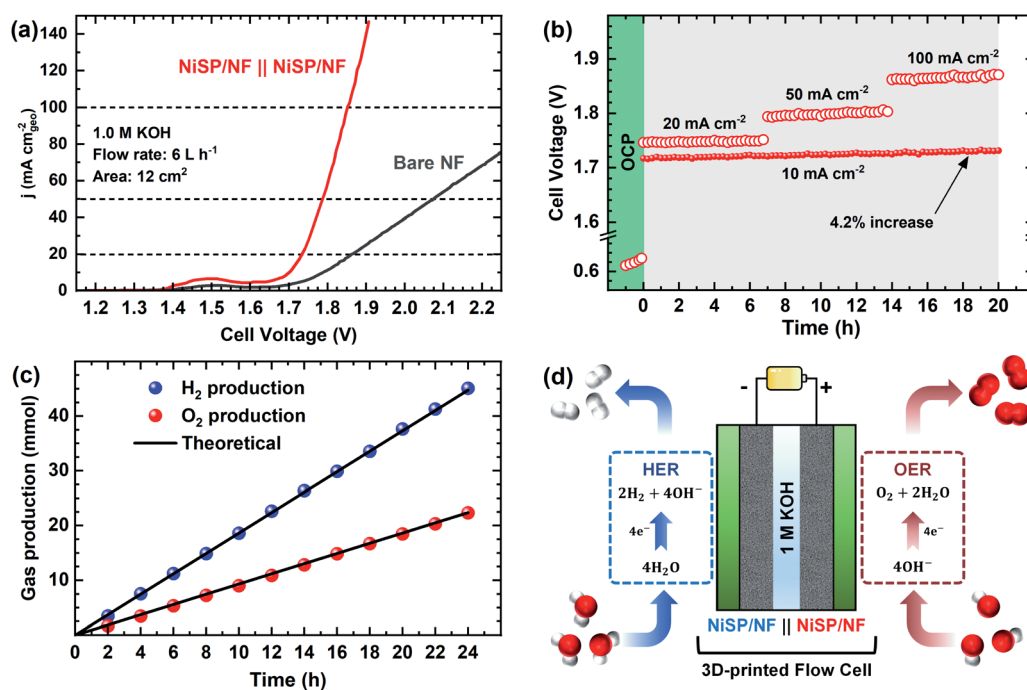 (a)
140
120
100
80
60
40
20
0
j (mA cm⁻²geo)
NiSP/NF || NiSP/NF
1.0 M KOH
Flow rate: 6 L h⁻¹
Area: 12 cm²
Bare NF
1.2 1.3 1.4 1.5 1.6 1.7 1.8 1.9 2.0 2.1 2.2
Cell Voltage (V)
(b)
1.9
1.8
1.7
1.6
0.6
Cell Voltage (V)
OCP
20 mA cm⁻²
50 mA cm⁻²
100 mA cm⁻²
10 mA cm⁻²
4.2% increase
0 2 4 6 8 10 12 14 16 18 20
Time (h)
(c)
40
30
20
10
Gas production (mmol)
H₂ production
O₂ production
Theoretical
0 2 4 6 8 10 12 14 16 18 20 22 24
Time (h)
(d)
- +
HER
2H₂ + 4OH⁻
4e⁻
4H₂O
1 M KOH
OER
O₂ + 2H₂O
4e⁻
4OH⁻
NiSP/NF || NiSP/NF
3D-printed Flow Cell